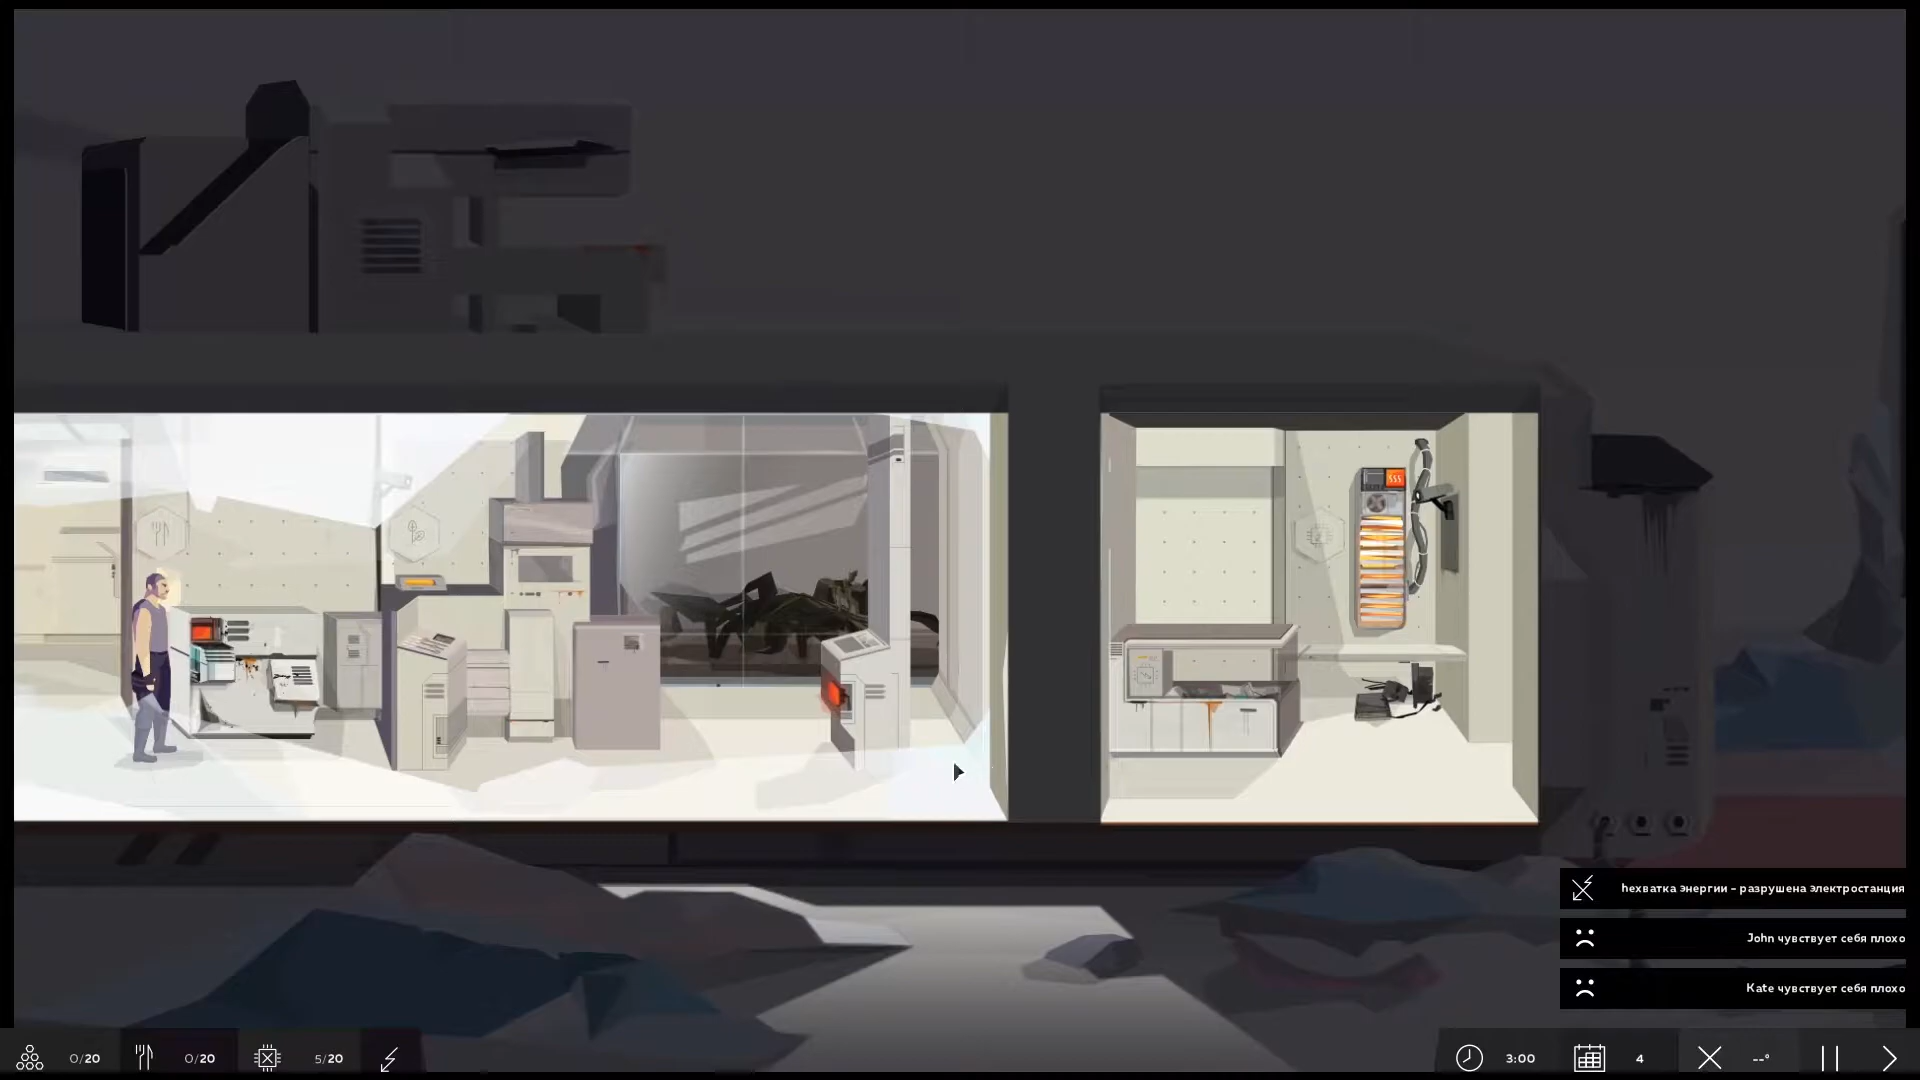 hехватка энергии – разрушена электростанция
John чувствует себя плохо
Kate чувствует себя плохо
0/20
0/20
5/20
3:00
4
--°